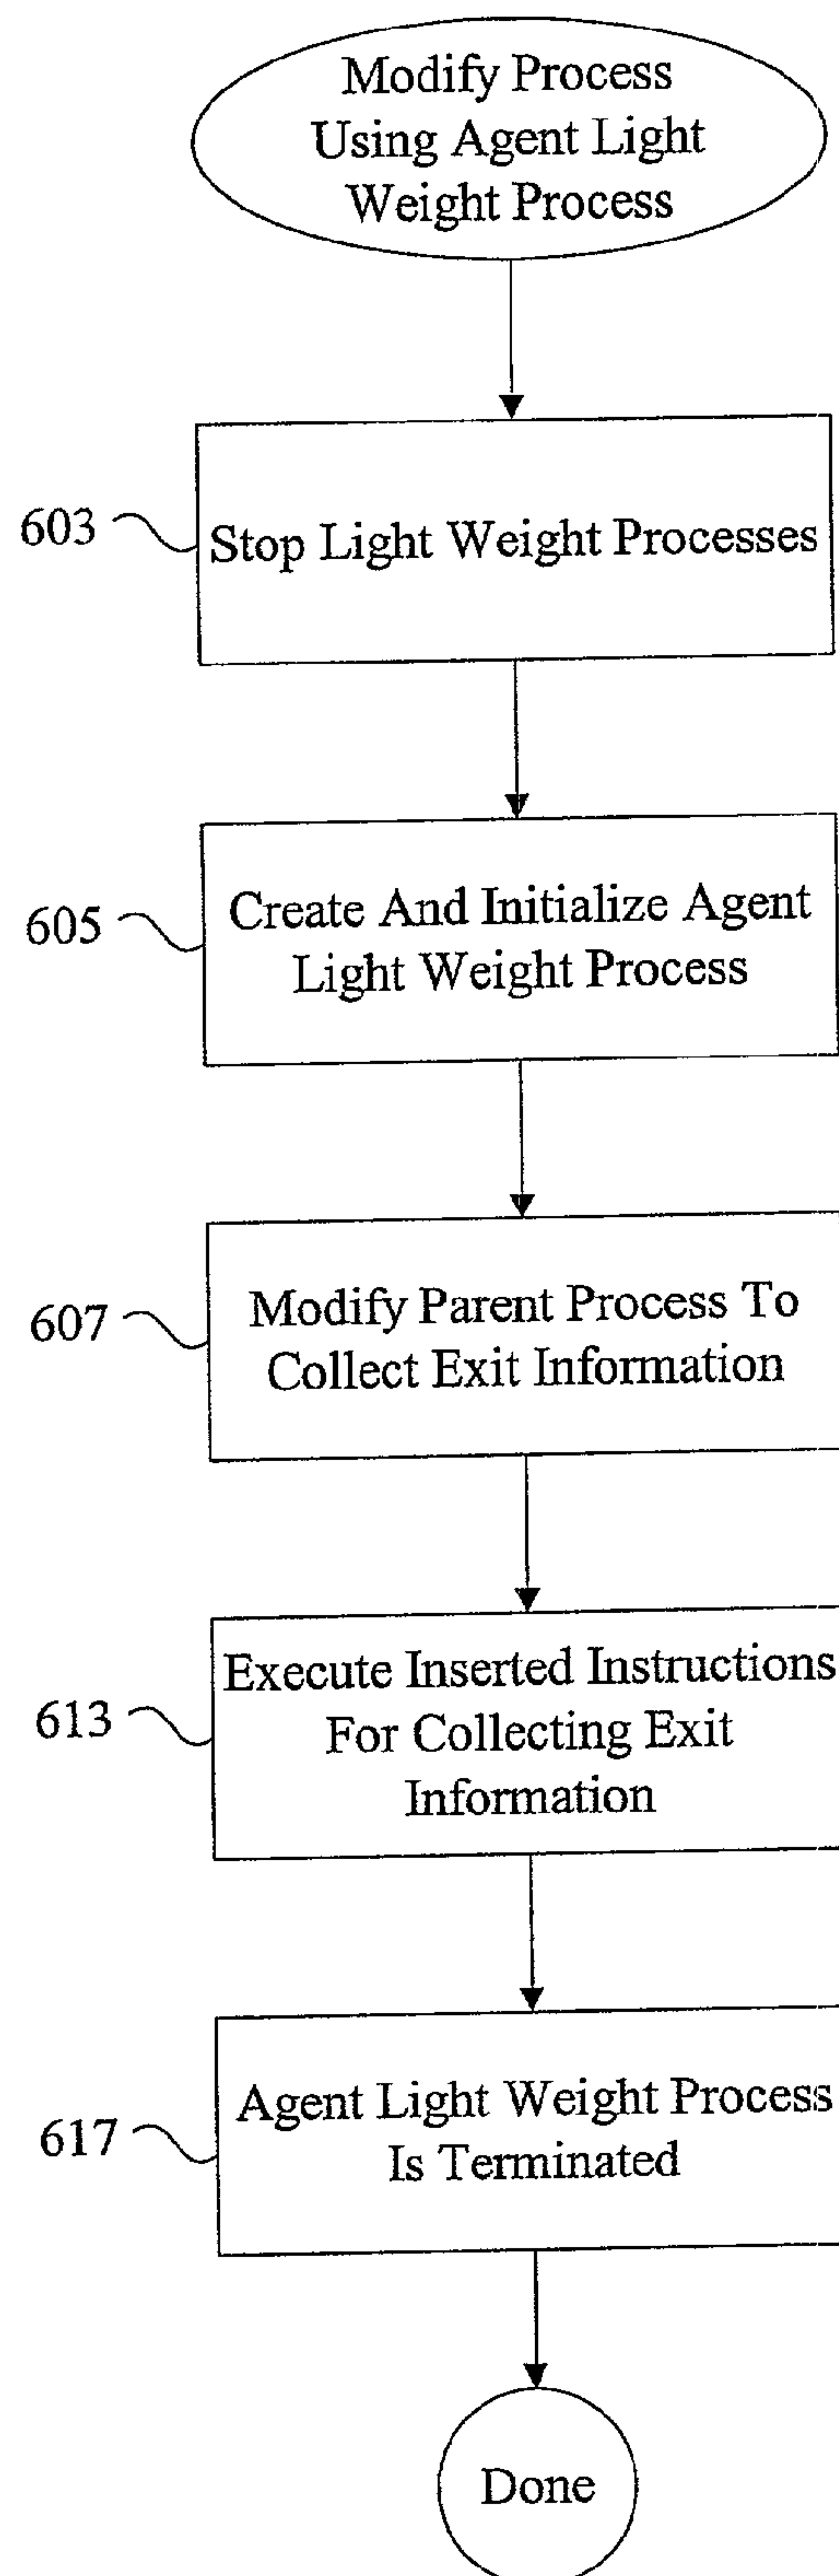 Modify Process
Using Agent Light
Weight Process
603
Stop Light Weight Processes
605
Create And Initialize Agent
Light Weight Process
607
Modify Parent Process To
Collect Exit Information
613
Execute Inserted Instructions
For Collecting Exit
Information
617
Agent Light Weight Process
Is Terminated
Done